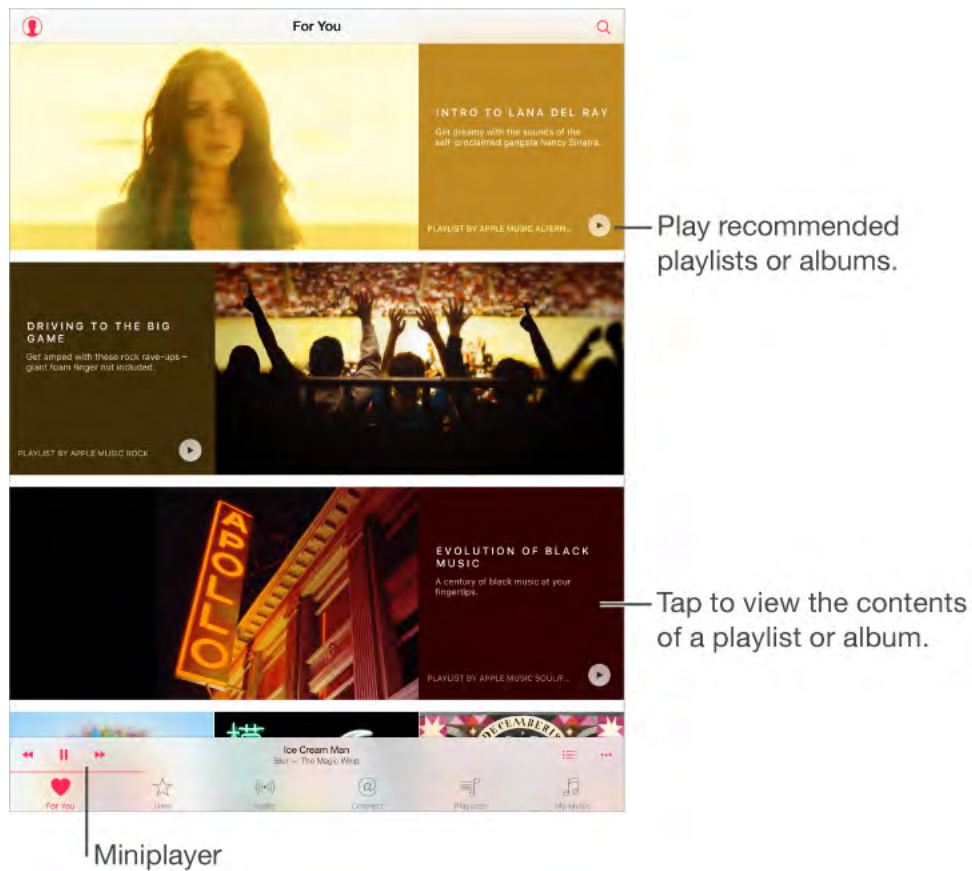 For You
INTRO TO LANA DEL RAY
Get dreamy with the sounds of the
self-proclaimed gangsta Nancy Sinatra.
PLAYLIST BY APPLE MUSIC ALTERN...
Play recommended
playlists or albums.
DRIVING TO THE BIG
GAME
Get amped with these rock rave-ups –
giant foam finger not included.
PLAYLIST BY APPLE MUSIC ROCK
APOLLO
EVOLUTION OF BLACK
MUSIC
A century of black music at your
fingertips.
PLAYLIST BY APPLE MUSIC SOUL/F...
Tap to view the contents
of a playlist or album.
DECEMBERIS
Ice Cream Man
Blur – The Magic Whip
For You
New
Radio
Connect
Playlists
My Music
Miniplayer